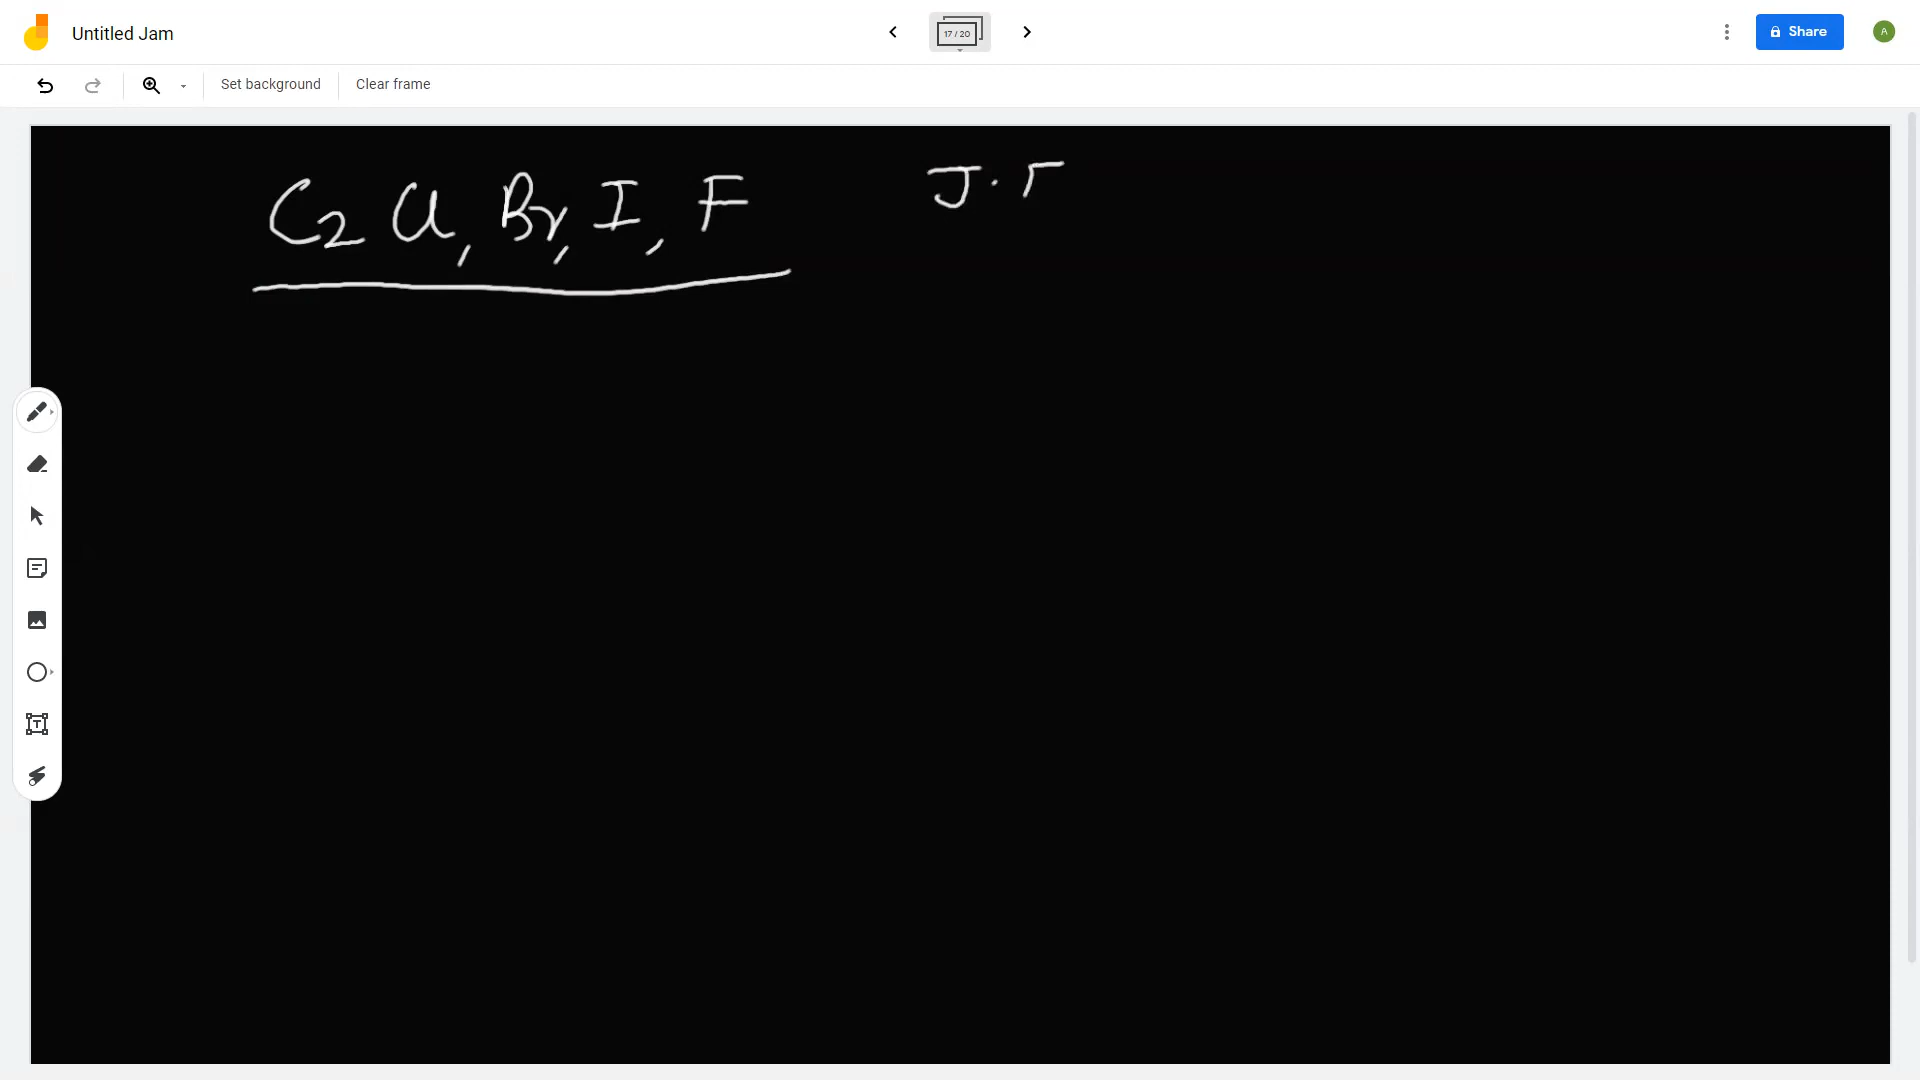 Untitled Jam
17 / 20
Share
A
Set background
Clear frame
C2 Cl, Br, I, F